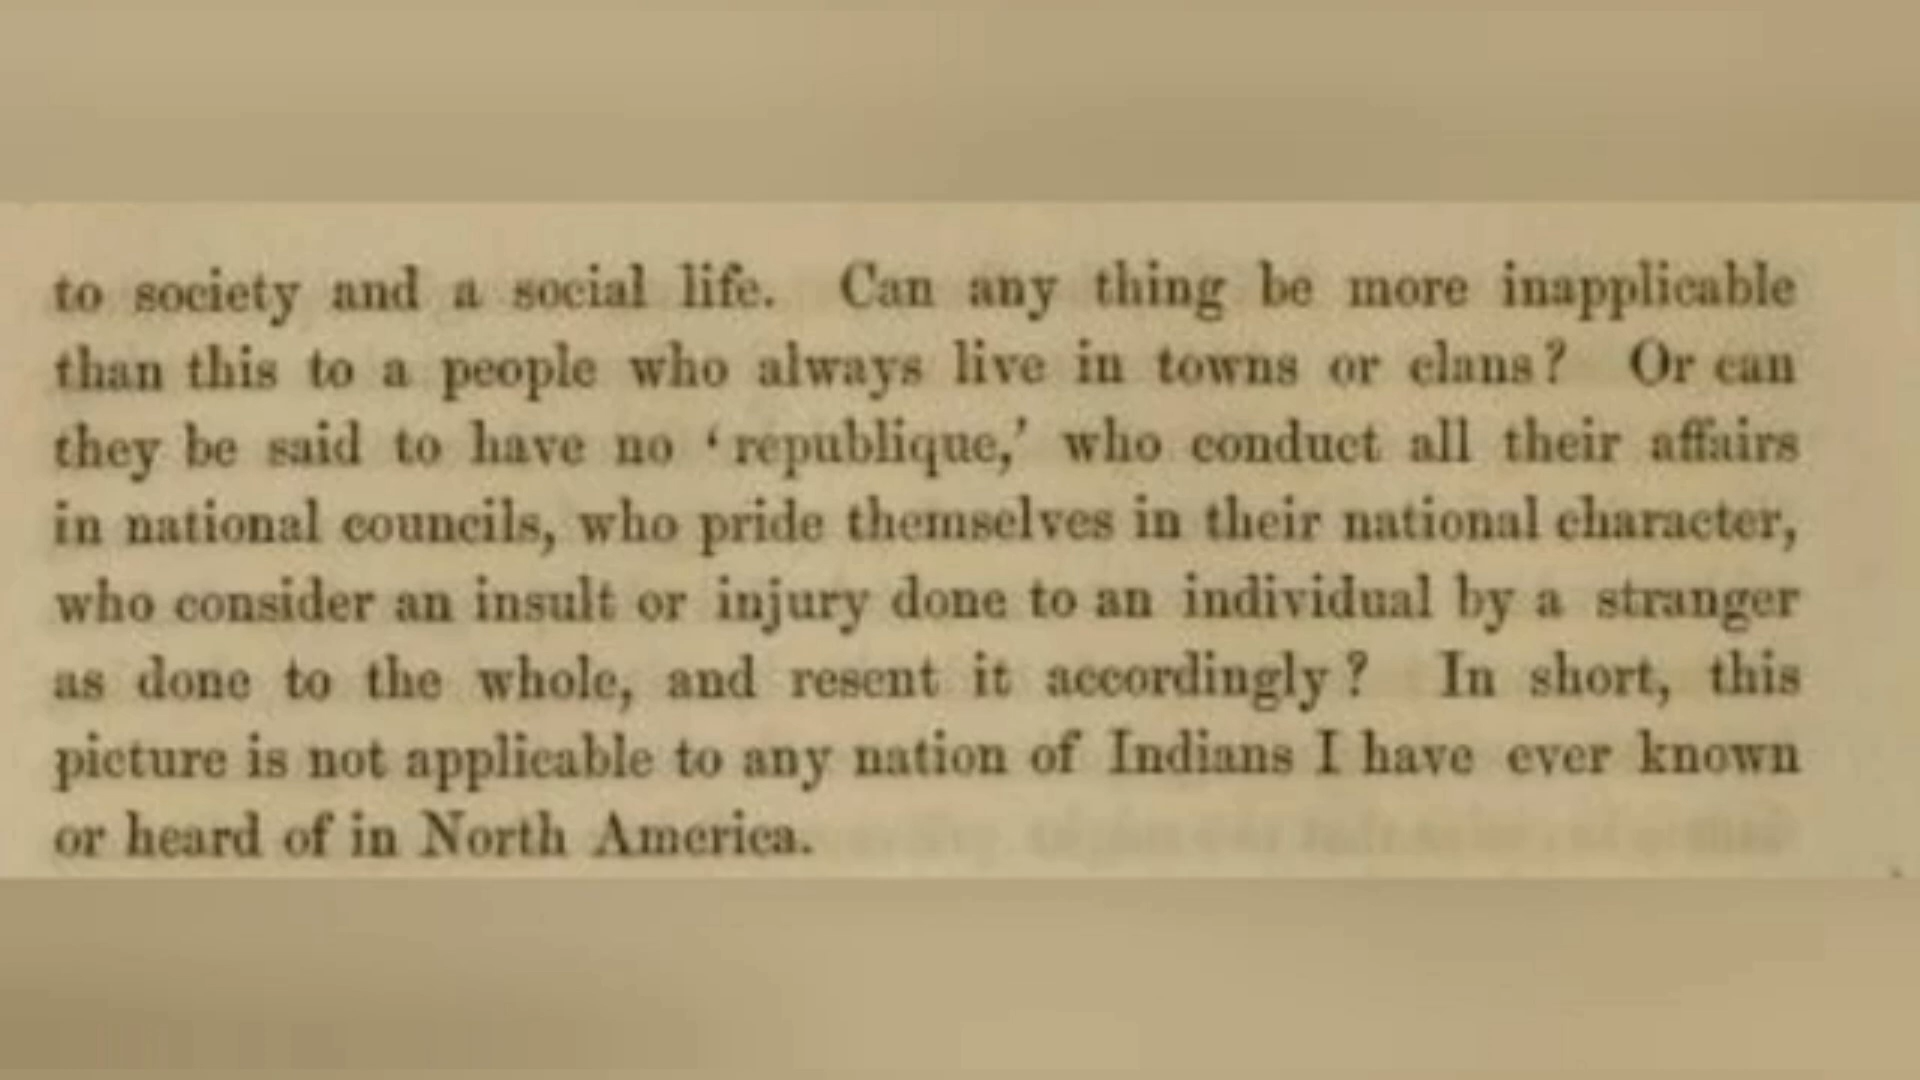 to society and a social life. Can any thing be more inapplicable
than this to a people who always live in towns or clans? Or can
they be said to have no ‘republique,’ who conduct all their affairs
in national councils, who pride themselves in their national character,
who consider an insult or injury done to an individual by a stranger
as done to the whole, and resent it accordingly? In short, this
picture is not applicable to any nation of Indians I have ever known
or heard of in North America.